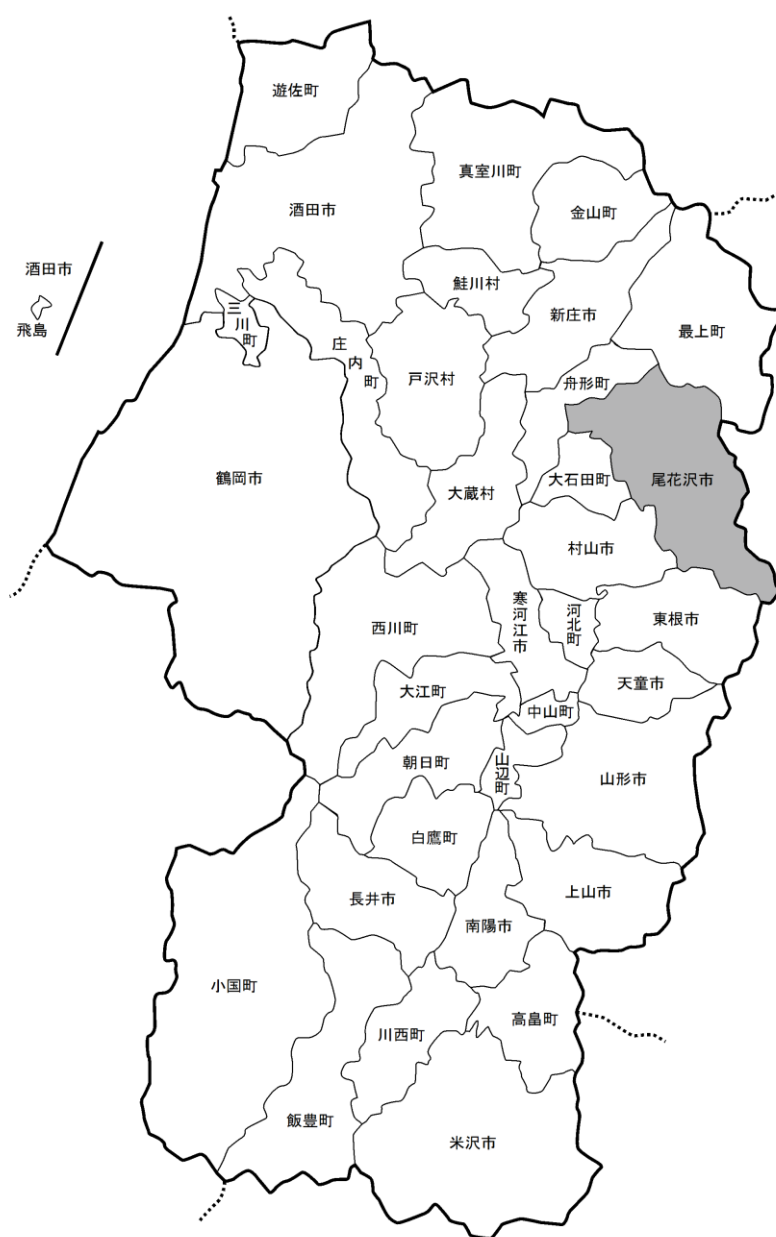 遊佐町
真室川町
金山町
酒田市
酒田市
飛島
鮭川村
三川町
新庄市
最上町
庄内町
戸沢村
舟形町
鶴岡市
大蔵村
大石田町
尾花沢市
村山市
西川町
寒河江市
河北町
東根市
大江町
天童市
中山町
朝日町
山辺町
山形市
白鷹町
長井市
上山市
南陽市
小国町
川西町
高畠町
飯豊町
米沢市